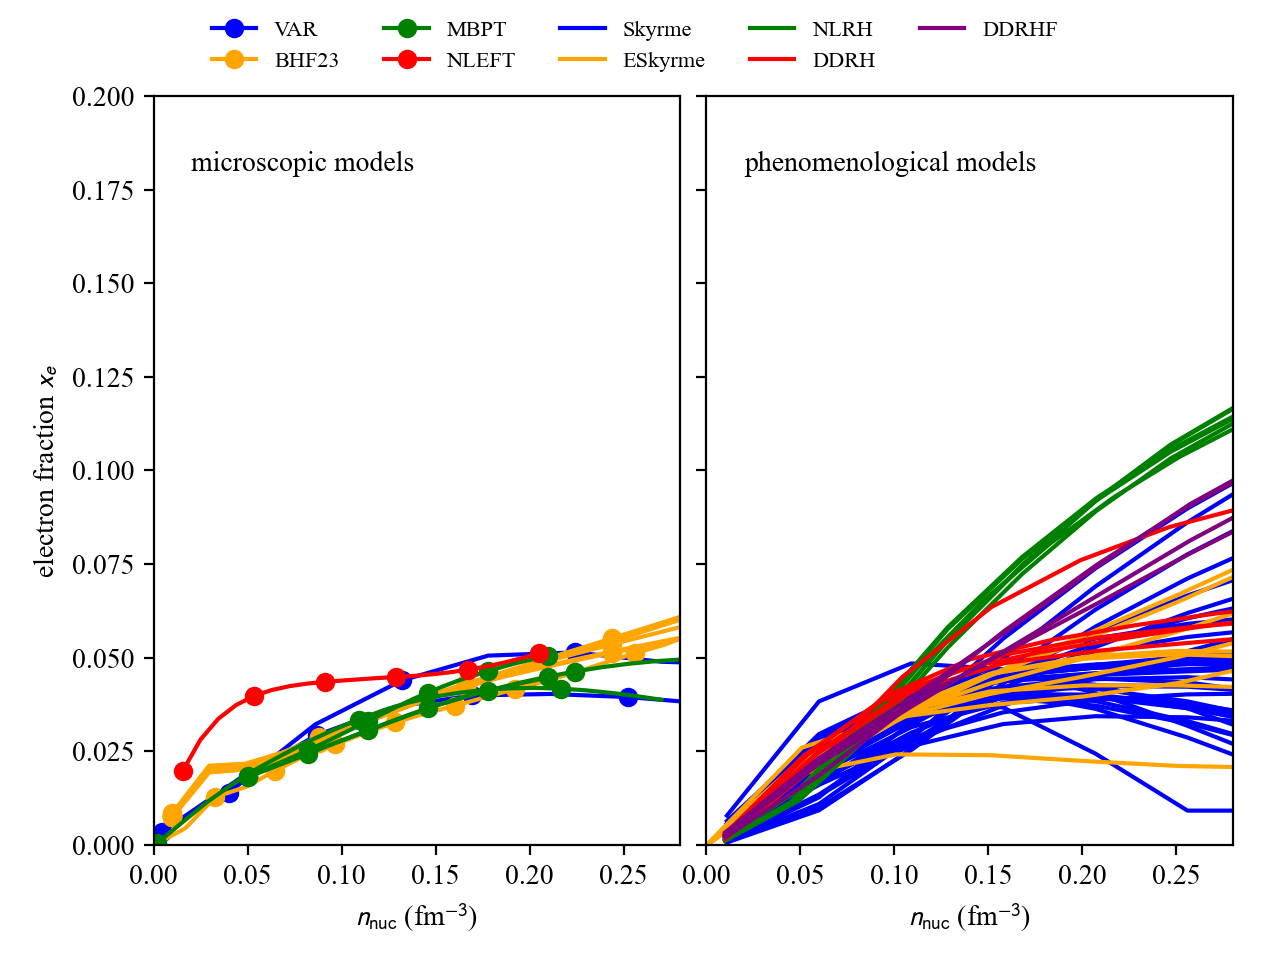 VAR MBPT Skyrme NLRH DDRHF
BHF23 NLEFT ESkyrme DDRH
microscopic models
phenomenological models
0.200
0.175
0.150
0.125
0.100
0.075
0.050
0.025
0.000
electron fraction xₑ
0.00 0.05 0.10 0.15 0.20 0.25
0.00 0.05 0.10 0.15 0.20 0.25
n_nuc (fm⁻³)
n_nuc (fm⁻³)